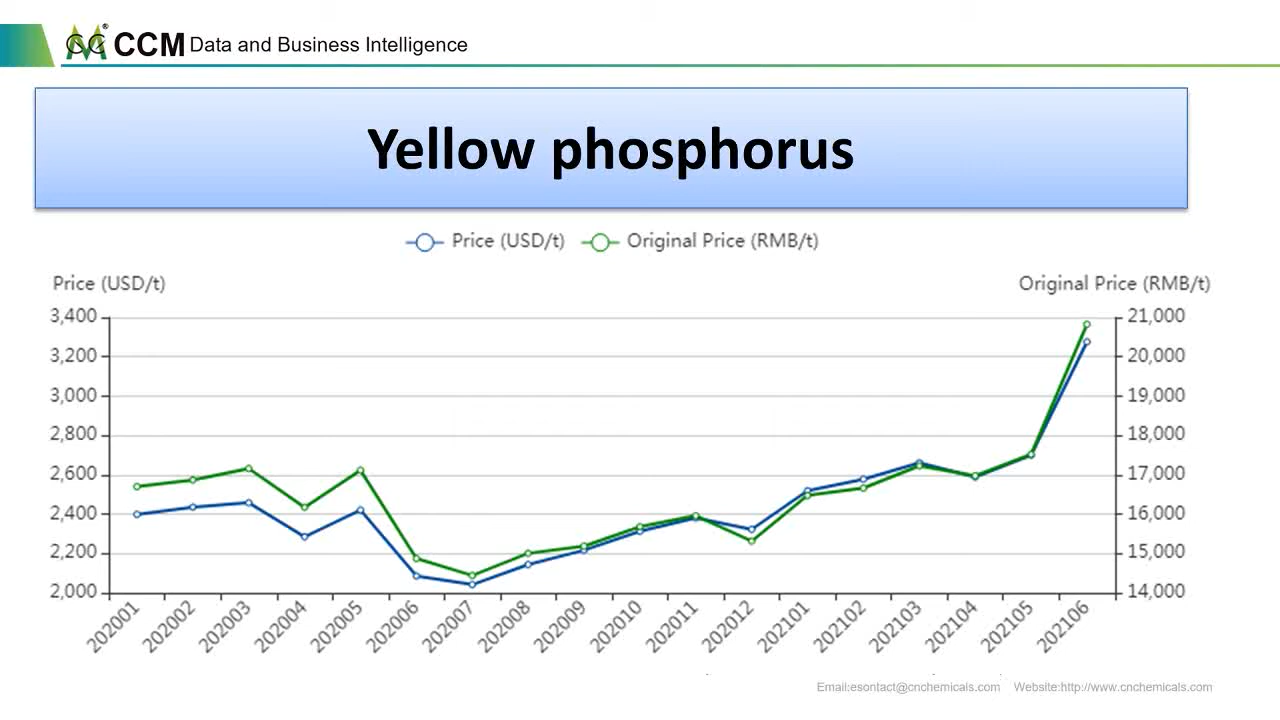 CCM Data and Business Intelligence
Yellow phosphorus
Price (USD/t) Original Price (RMB/t)
Price (USD/t) Original Price (RMB/t)
3,400 21,000
3,200 20,000
3,000 19,000
2,800 18,000
2,600 17,000
2,400 16,000
2,200 15,000
2,000 14,000
202001 202002 202003 202004 202005 202006 202007 202008 202009 202010 202011 202012 202101 202102 202103 202104 202105 202106
Email:esontact@cnchemicals.com Website:http://www.cnchemicals.com